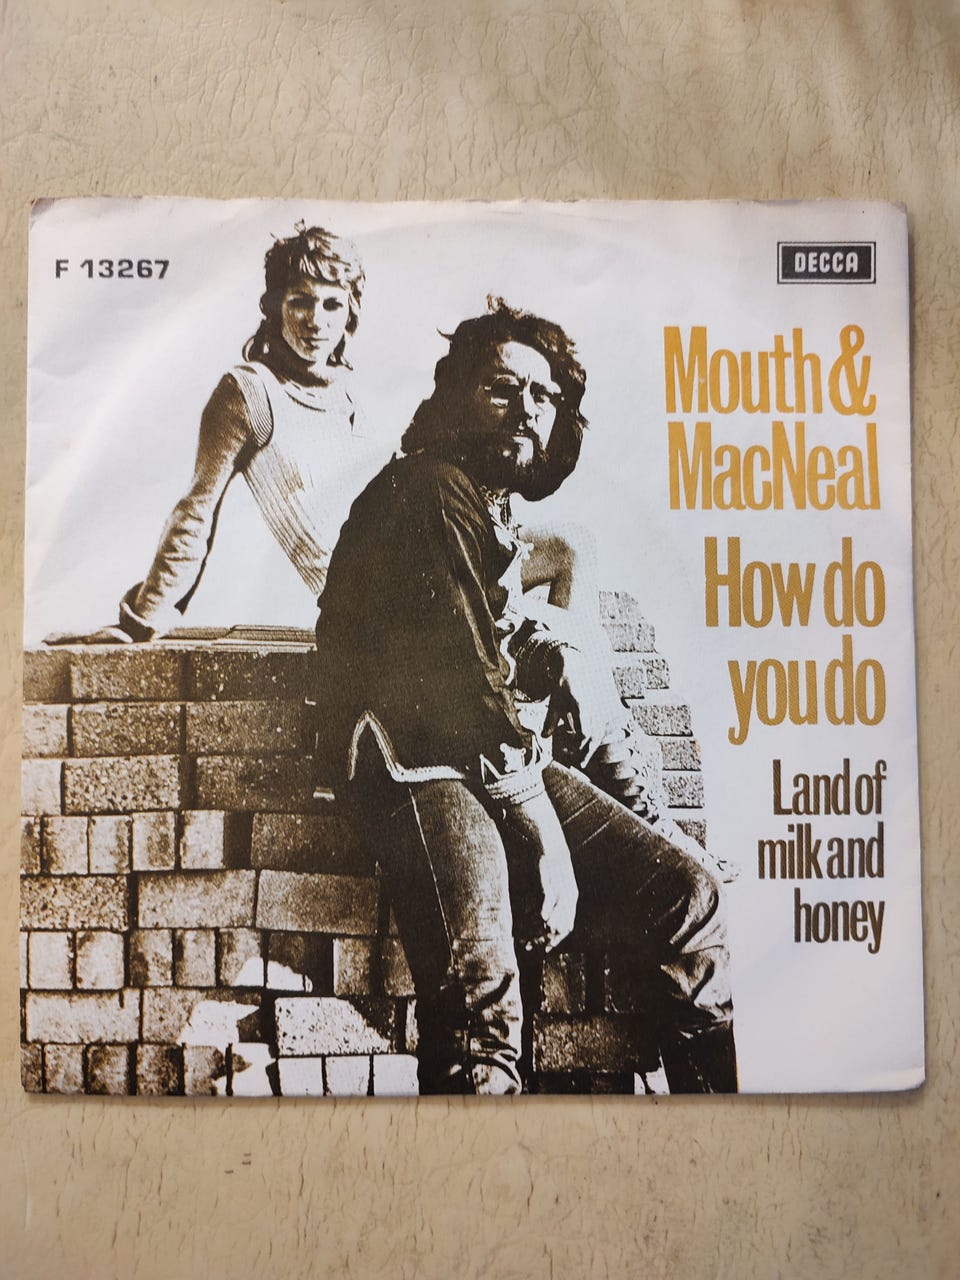 F 13267
DECCA
Mouth &
MacNeal
How do
you do
Land of
milk and
honey